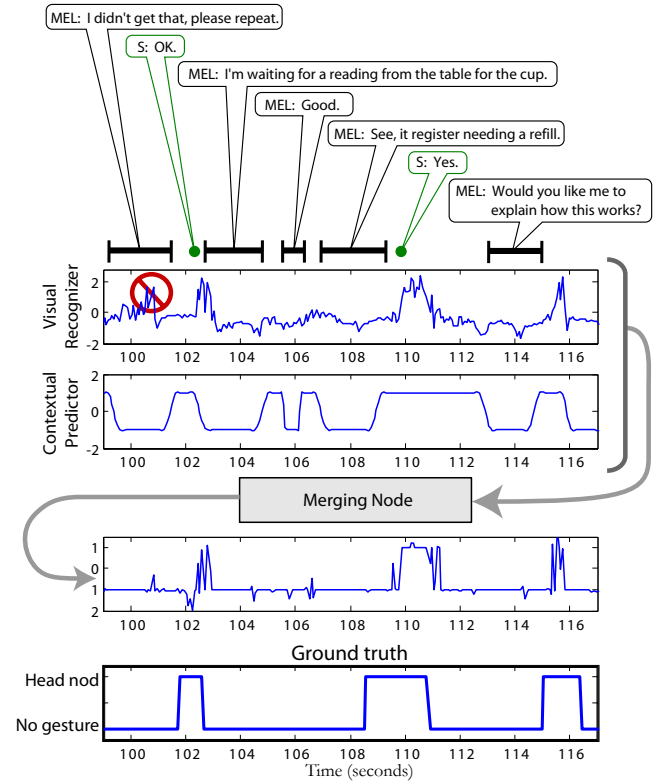 MEL: I didn't get that, please repeat.
S: OK.
MEL: I'm waiting for a reading from the table for the cup.
MEL: Good.
MEL: See, it register needing a refill.
S: Yes.
MEL: Would you like me to
explain how this works?
Visual
Recognizer
2
0
-2
100 102 104 106 108 110 112 114 116
Contextual
Predictor
2
0
-2
100 102 104 106 108 110 112 114 116
Merging Node
1
0
1
2
100 102 104 106 108 110 112 114 116
Ground truth
Head nod
No gesture
100 102 104 106 108 110 112 114 116
Time (seconds)